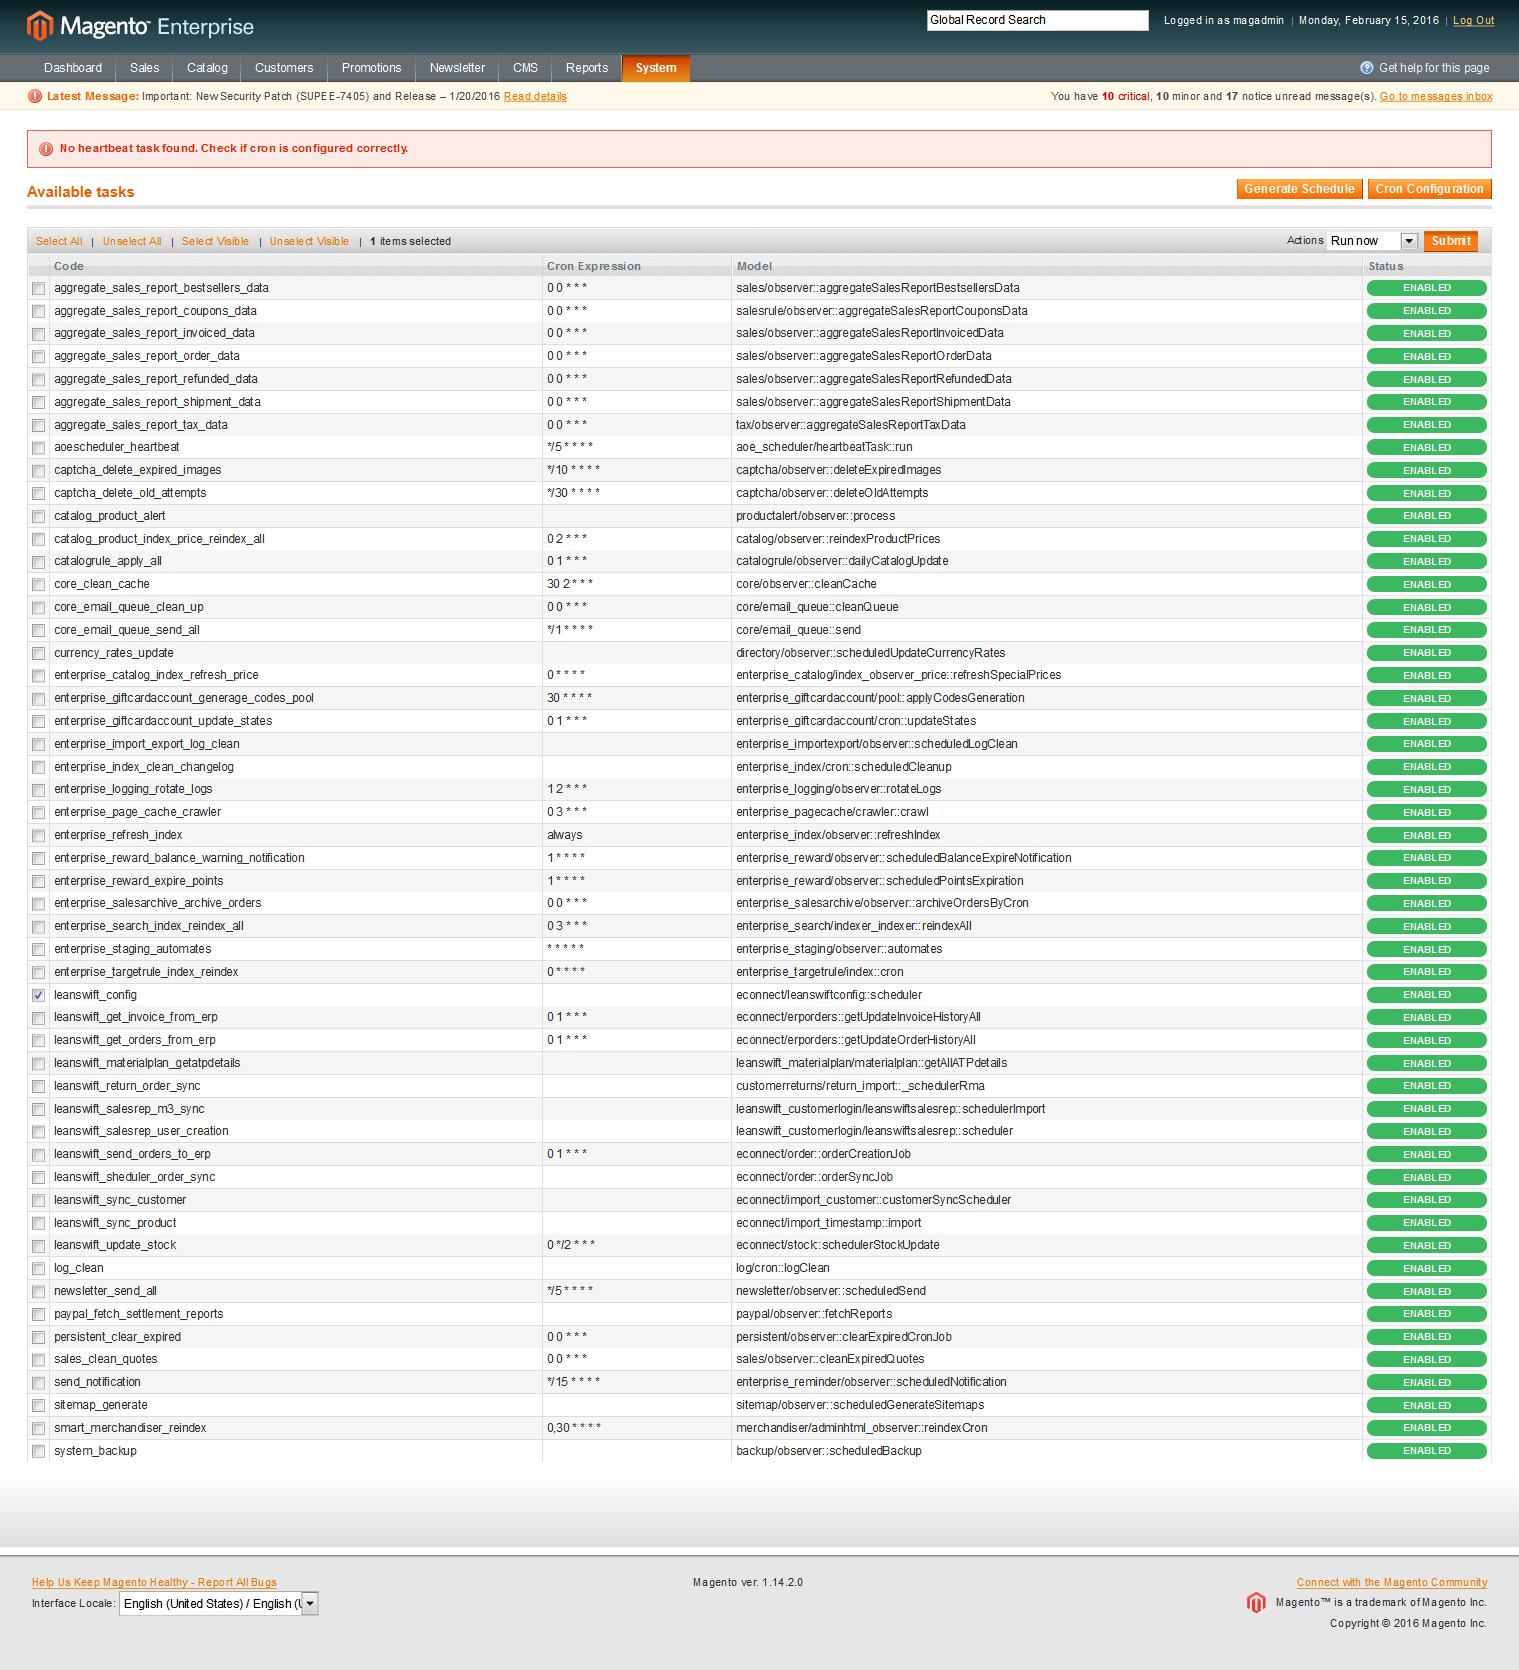 Magento™ Enterprise
Global Record Search
Logged in as magadmin | Monday, February 15, 2016 | Log Out
Dashboard Sales Catalog Customers Promotions Newsletter CMS Reports System Get help for this page
Latest Message: Important: New Security Patch (SUPEE-7405) and Release – 1/20/2016 Read details You have 10 critical, 10 minor and 17 notice unread message(s). Go to messages inbox
No heartbeat task found. Check if cron is configured correctly.
Available tasks Generate Schedule Cron Configuration
Select All | Unselect All | Select Visible | Unselect Visible | 1 items selected Actions Run now Submit
Code Cron Expression Model Status
aggregate_sales_report_bestsellers_data 0 0 * * * sales/observer::aggregateSalesReportBestsellersData ENABLED
aggregate_sales_report_coupons_data 0 0 * * * salesrule/observer::aggregateSalesReportCouponsData ENABLED
aggregate_sales_report_invoiced_data 0 0 * * * sales/observer::aggregateSalesReportInvoicedData ENABLED
aggregate_sales_report_order_data 0 0 * * * sales/observer::aggregateSalesReportOrderData ENABLED
aggregate_sales_report_refunded_data 0 0 * * * sales/observer::aggregateSalesReportRefundedData ENABLED
aggregate_sales_report_shipment_data 0 0 * * * sales/observer::aggregateSalesReportShipmentData ENABLED
aggregate_sales_report_tax_data 0 0 * * * tax/observer::aggregateSalesReportTaxData ENABLED
aoescheduler_heartbeat */5 * * * * aoe_scheduler/heartbeatTask::run ENABLED
captcha_delete_expired_images */10 * * * * captcha/observer::deleteExpiredImages ENABLED
captcha_delete_old_attempts */30 * * * * captcha/observer::deleteOldAttempts ENABLED
catalog_product_alert productalert/observer::process ENABLED
catalog_product_index_price_reindex_all 0 2 * * * catalog/observer::reindexProductPrices ENABLED
catalogrule_apply_all 0 1 * * * catalogrule/observer::dailyCatalogUpdate ENABLED
core_clean_cache 30 2 * * * core/observer::cleanCache ENABLED
core_email_queue_clean_up 0 0 * * * core/email_queue::cleanQueue ENABLED
core_email_queue_send_all */1 * * * * core/email_queue::send ENABLED
currency_rates_update directory/observer::scheduledUpdateCurrencyRates ENABLED
enterprise_catalog_index_refresh_price 0 * * * * enterprise_catalog/index_observer_price::refreshSpecialPrices ENABLED
enterprise_giftcardaccount_generage_codes_pool 30 * * * * enterprise_giftcardaccount/pool::applyCodesGeneration ENABLED
enterprise_giftcardaccount_update_states 0 1 * * * enterprise_giftcardaccount/cron::updateStates ENABLED
enterprise_import_export_log_clean enterprise_importexport/observer::scheduledLogClean ENABLED
enterprise_index_clean_changelog enterprise_index/cron::scheduledCleanup ENABLED
enterprise_logging_rotate_logs 1 2 * * * enterprise_logging/observer::rotateLogs ENABLED
enterprise_page_cache_crawler 0 3 * * * enterprise_pagecache/crawler::crawl ENABLED
enterprise_refresh_index always enterprise_index/observer::refreshIndex ENABLED
enterprise_reward_balance_warning_notification 1 * * * * enterprise_reward/observer::scheduledBalanceExpireNotification ENABLED
enterprise_reward_expire_points 1 * * * * enterprise_reward/observer::scheduledPointsExpiration ENABLED
enterprise_salesarchive_archive_orders 0 0 * * * enterprise_salesarchive/observer::archiveOrdersByCron ENABLED
enterprise_search_index_reindex_all 0 3 * * * enterprise_search/indexer_indexer::reindexAll ENABLED
enterprise_staging_automates * * * * * enterprise_staging/observer::automates ENABLED
enterprise_targetrule_index_reindex 0 * * * * enterprise_targetrule/index::cron ENABLED
leanswift_config econnect/leanswiftconfig::scheduler ENABLED
leanswift_get_invoice_from_erp 0 1 * * * econnect/erporders::getUpdateInvoiceHistoryAll ENABLED
leanswift_get_orders_from_erp 0 1 * * * econnect/erporders::getUpdateOrderHistoryAll ENABLED
leanswift_materialplan_getatpdetails leanswift_materialplan/materialplan::getAllATPdetails ENABLED
leanswift_return_order_sync customerreturns/return_import::_schedulerRma ENABLED
leanswift_salesrep_m3_sync leanswift_customerlogin/leanswiftsalesrep::schedulerImport ENABLED
leanswift_salesrep_user_creation leanswift_customerlogin/leanswiftsalesrep::scheduler ENABLED
leanswift_send_orders_to_erp 0 1 * * * econnect/order::orderCreationJob ENABLED
leanswift_sheduler_order_sync econnect/order::orderSyncJob ENABLED
leanswift_sync_customer econnect/import_customer::customerSyncScheduler ENABLED
leanswift_sync_product econnect/import_timestamp::import ENABLED
leanswift_update_stock 0 */2 * * * econnect/stock::schedulerStockUpdate ENABLED
log_clean log/cron::logClean ENABLED
newsletter_send_all */5 * * * * newsletter/observer::scheduledSend ENABLED
paypal_fetch_settlement_reports paypal/observer::fetchReports ENABLED
persistent_clear_expired 0 0 * * * persistent/observer::clearExpiredCronJob ENABLED
sales_clean_quotes 0 0 * * * sales/observer::cleanExpiredQuotes ENABLED
send_notification */15 * * * * enterprise_reminder/observer::scheduledNotification ENABLED
sitemap_generate sitemap/observer::scheduledGenerateSitemaps ENABLED
smart_merchandiser_reindex 0,30 * * * * merchandiser/adminhtml_observer::reindexCron ENABLED
system_backup backup/observer::scheduledBackup ENABLED
Help Us Keep Magento Healthy - Report All Bugs Magento ver. 1.14.2.0 Connect with the Magento Community
Interface Locale: English (United States) / English (U Magento™ is a trademark of Magento Inc.
Copyright © 2016 Magento Inc.